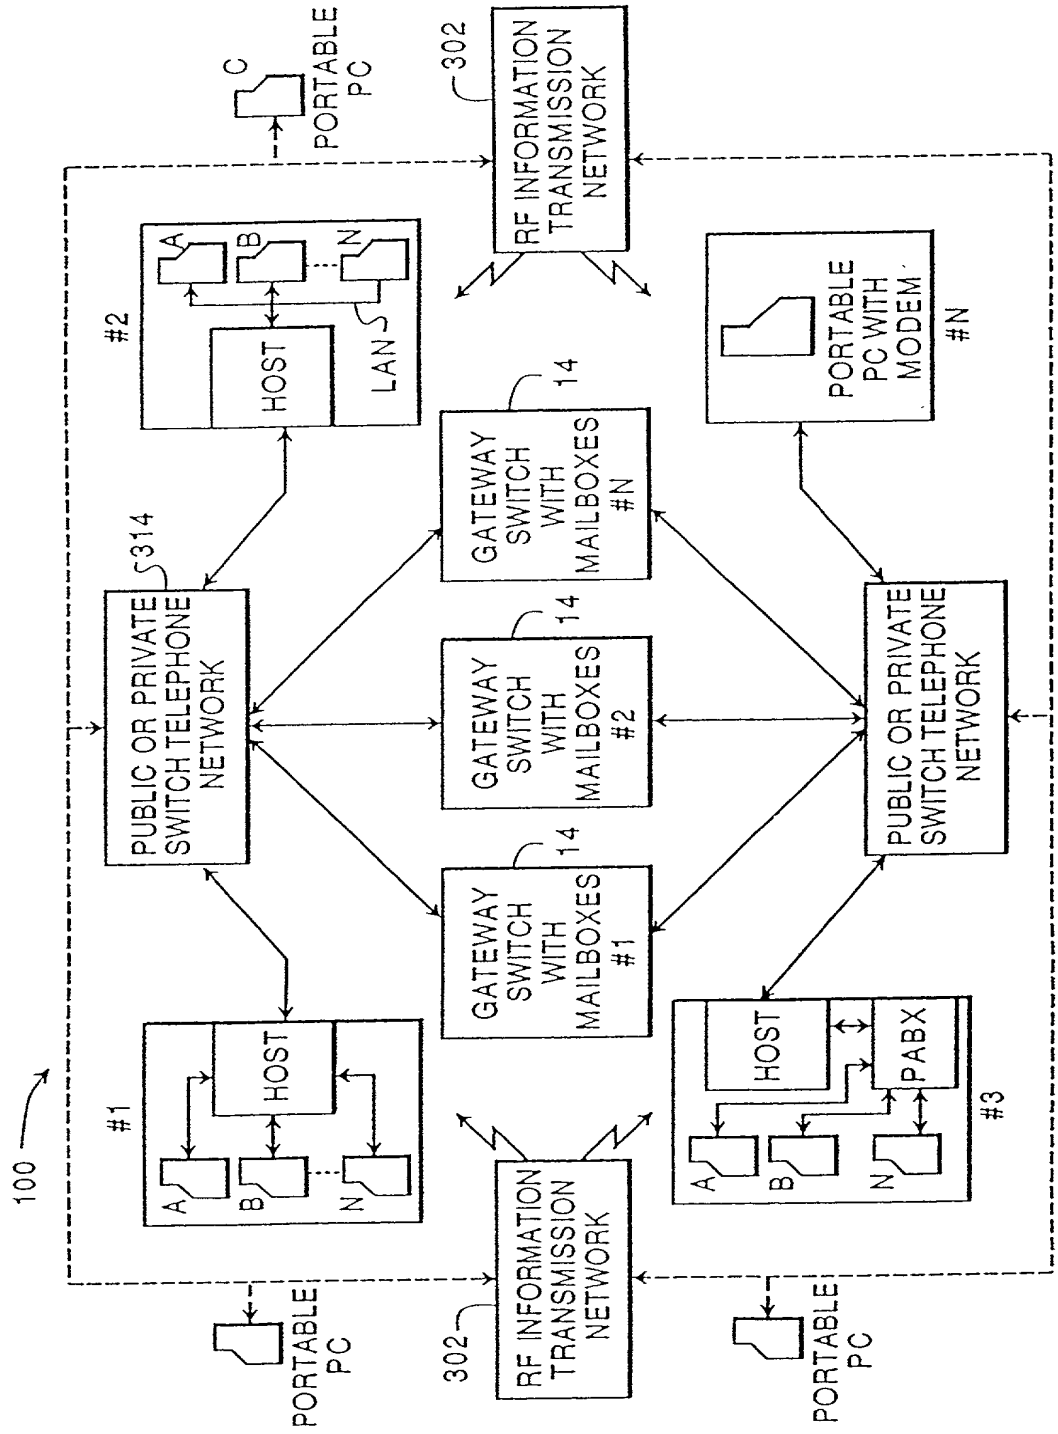 100
#1
A
B
N
HOST
PUBLIC OR PRIVATE
SWITCH TELEPHONE
NETWORK
314
#2
HOST
LAN
A
B
N
PORTABLE
PC
C
PORTABLE
PC
302
RF INFORMATION
TRANSMISSION
NETWORK
GATEWAY
SWITCH
WITH
MAILBOXES
#1
14
GATEWAY
SWITCH
WITH
MAILBOXES
#2
14
GATEWAY
SWITCH
WITH
MAILBOXES
#N
14
RF INFORMATION
TRANSMISSION
NETWORK
302
A
B
N
HOST
PABX
#3
PUBLIC OR PRIVATE
SWITCH TELEPHONE
NETWORK
PORTABLE
PC WITH
MODEM
#N
PORTABLE
PC